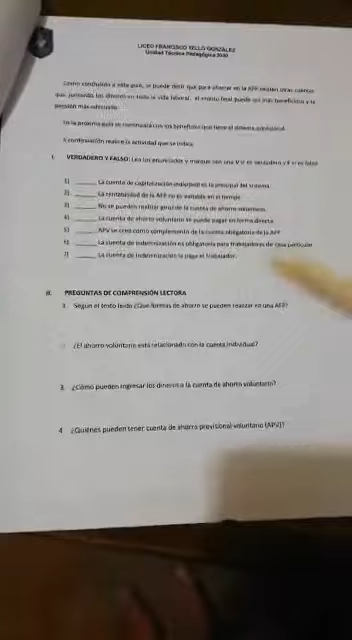 LICEO FRANCISCO TELLO GONZÁLEZ
Unidad Técnica Pedagógica 2020
Como conclusión a esta guía, se puede decir que para ahorrar en la AFP existen otras cuentas
que, juntando los dineros en toda la vida laboral, el monto final puede ser más beneficioso y la
pensión más adecuada.
En la próxima guía se continuará con los beneficios que tiene el sistema previsional.
A continuación realice la actividad que se indica:
I. VERDADERO Y FALSO: Lea los enunciados y marque con una V si es verdadero y F si es falso
1) ______ La cuenta de capitalización individual es la principal del sistema
2) ______ La rentabilidad de la AFP no es variable en el tiempo
3) ______ No se pueden realizar giros de la cuenta de ahorro voluntario.
4) ______ La cuenta de ahorro voluntario se puede pagar en forma directa
5) ______ APV se crea como complemento de la cuenta obligatoria de la AFP
6) ______ La cuenta de indemnización es obligatoria para trabajadores de casa particular
7) ______ La cuenta de indemnización la paga el trabajador.
II. PREGUNTAS DE COMPRENSIÓN LECTORA
1. Según el texto leído ¿Qué formas de ahorro se pueden realizar en una AFP?
¿El ahorro voluntario está relacionado con la cuenta individual?
3. ¿Cómo pueden ingresar los dineros a la cuenta de ahorro voluntario?
4. ¿Quiénes pueden tener cuenta de ahorro previsional voluntario (APV)?